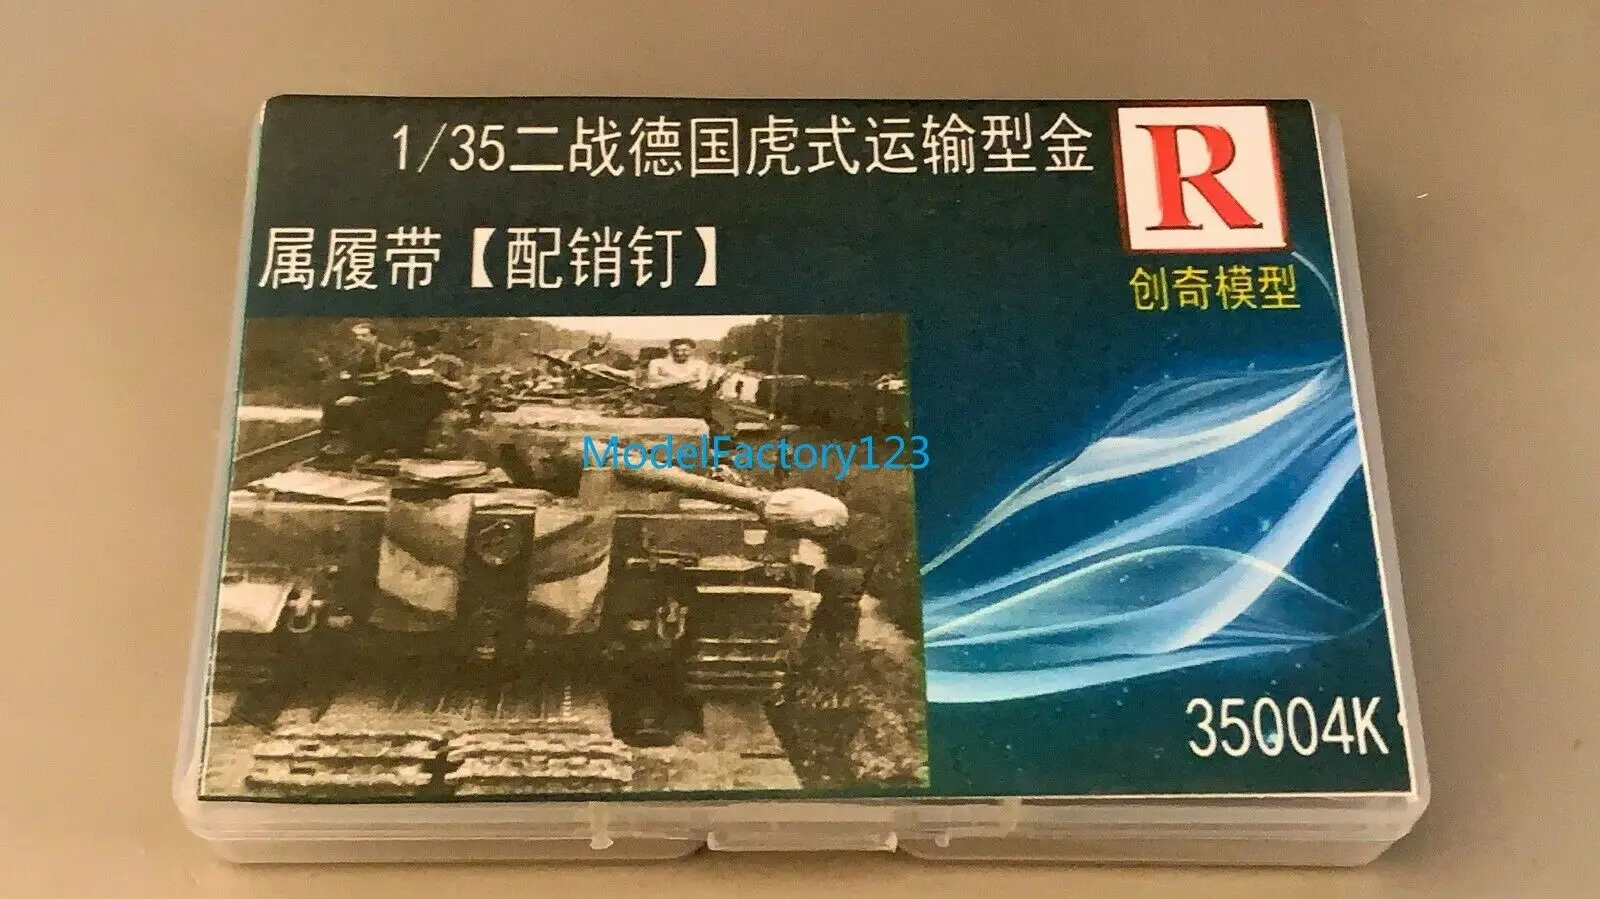 1/35二战德国虎式运输型金
属履带【配销钉】
R
创奇模型
ModelFactory123
35004K